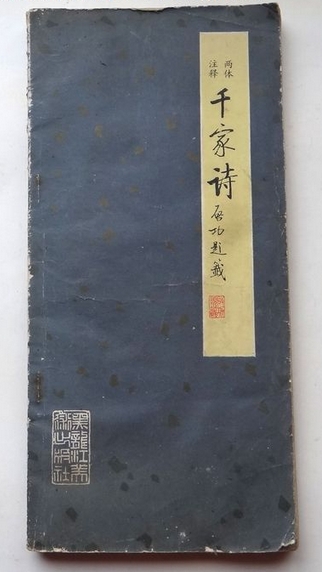 两体
注释
千家诗
启功题签
黑龙江美
术出版社